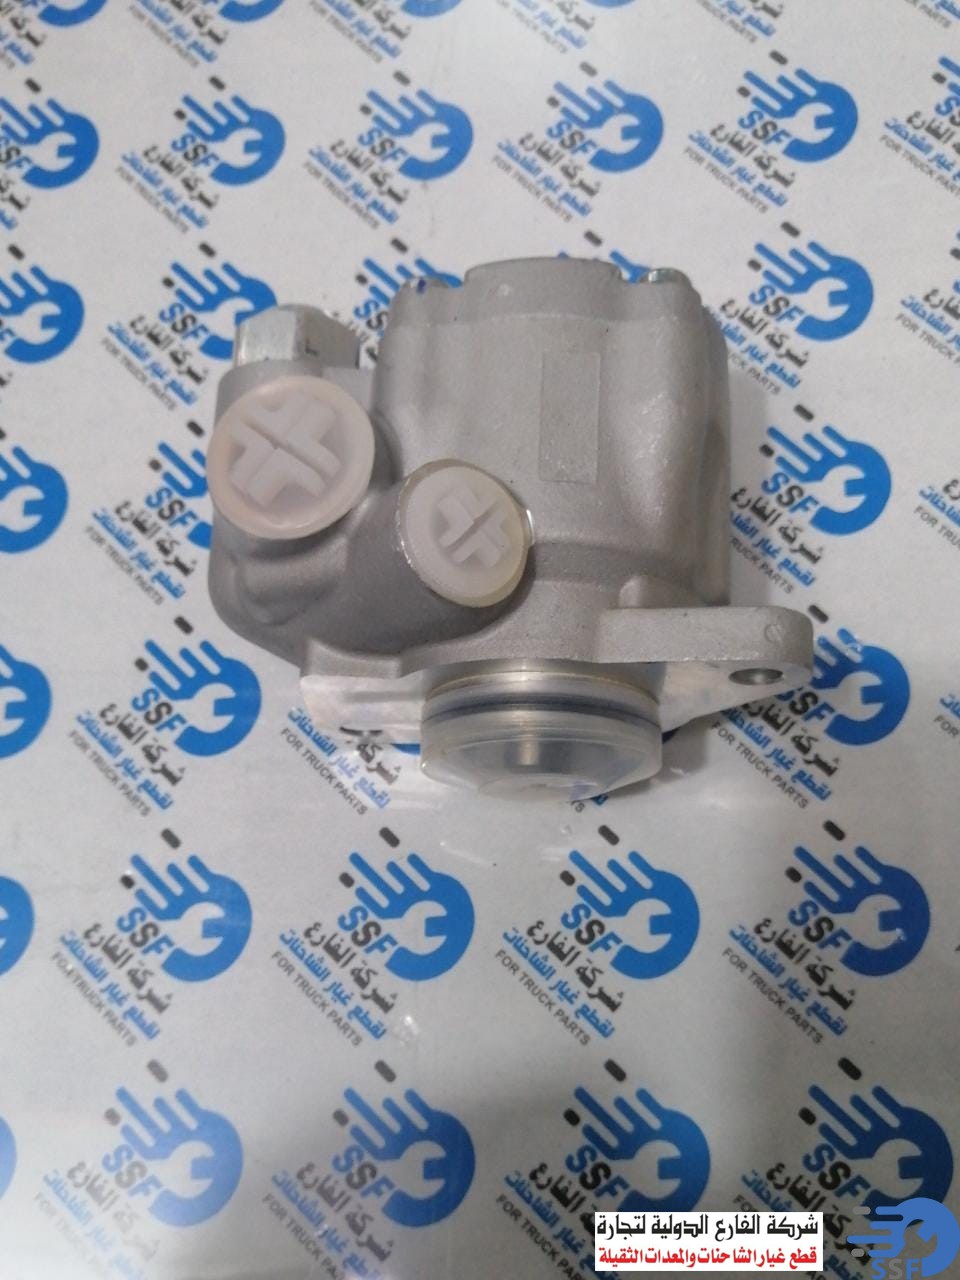 SSF
شركة الفارع
لقطع غيار الشاحنات
FOR TRUCK PARTS
شركة الفارع الدولية لتجارة
قطع غيار الشاحنات والمعدات الثقيلة
SSF